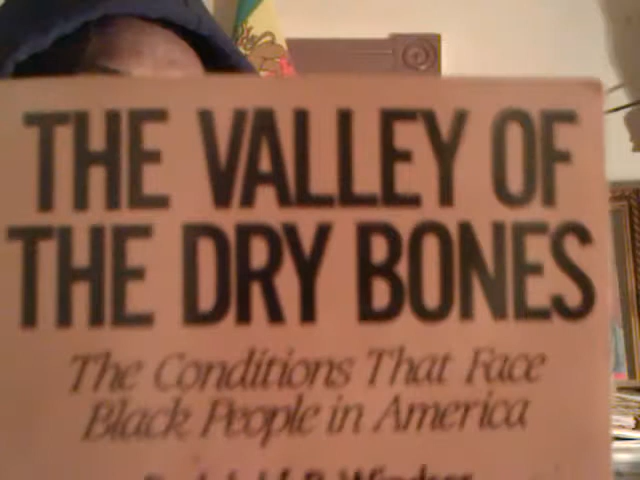 THE VALLEY OF
THE DRY BONES
The Conditions That Face
Black People in America